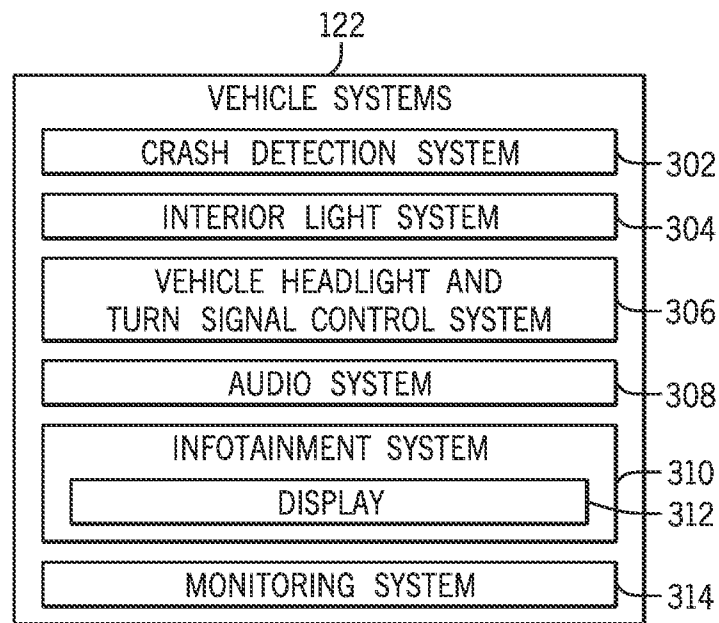 122
VEHICLE SYSTEMS
CRASH DETECTION SYSTEM
302
INTERIOR LIGHT SYSTEM
304
VEHICLE HEADLIGHT AND
TURN SIGNAL CONTROL SYSTEM
306
AUDIO SYSTEM
308
INFOTAINMENT SYSTEM
310
DISPLAY
312
MONITORING SYSTEM
314